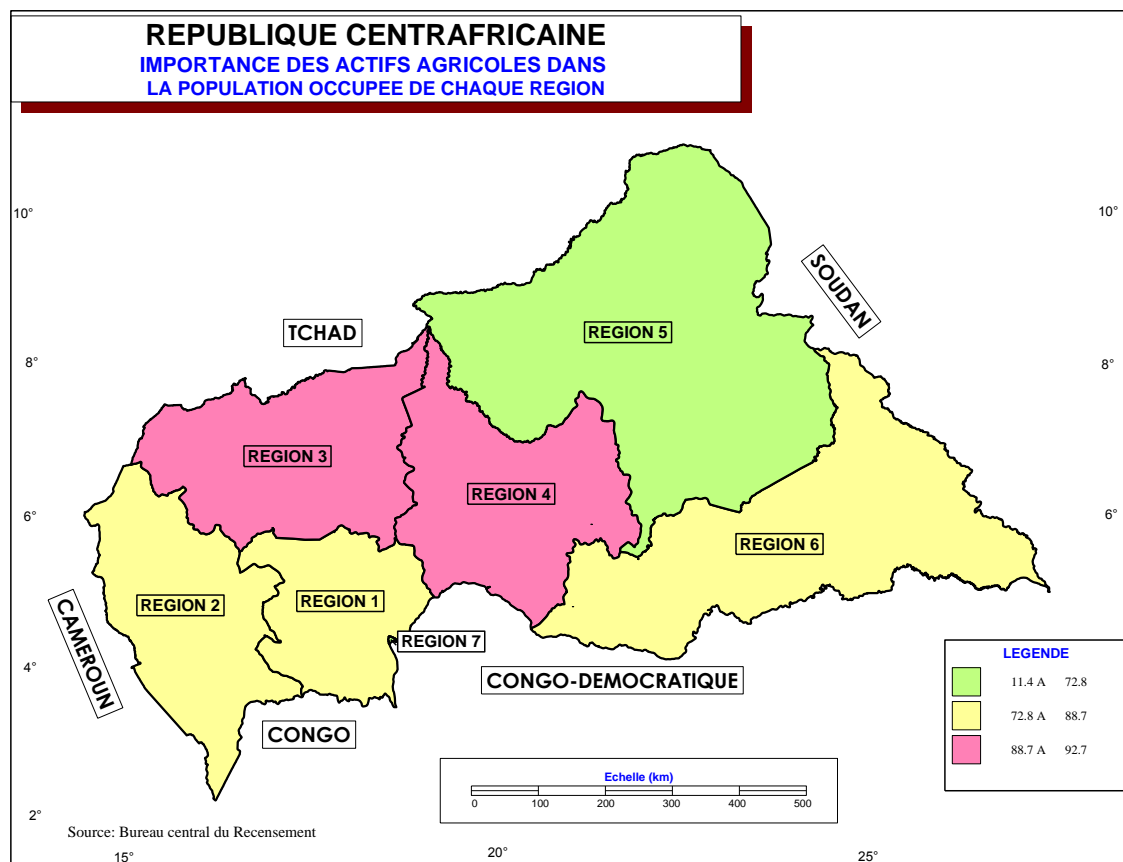 REPUBLIQUE CENTRAFRICAINE
IMPORTANCE DES ACTIFS AGRICOLES DANS
LA POPULATION OCCUPEE DE CHAQUE REGION
10°
10°
SOUDAN
TCHAD
REGION 5
8°
8°
REGION 3
REGION 4
6°
6°
REGION 6
REGION 2
REGION 1
CAMEROUN
REGION 7
4°
CONGO-DEMOCRATIQUE
CONGO
LEGENDE
11.4 A 72.8
72.8 A 88.7
88.7 A 92.7
Echelle (km)
0 100 200 300 400 500
2°
Source: Bureau central du Recensement
15°
20°
25°